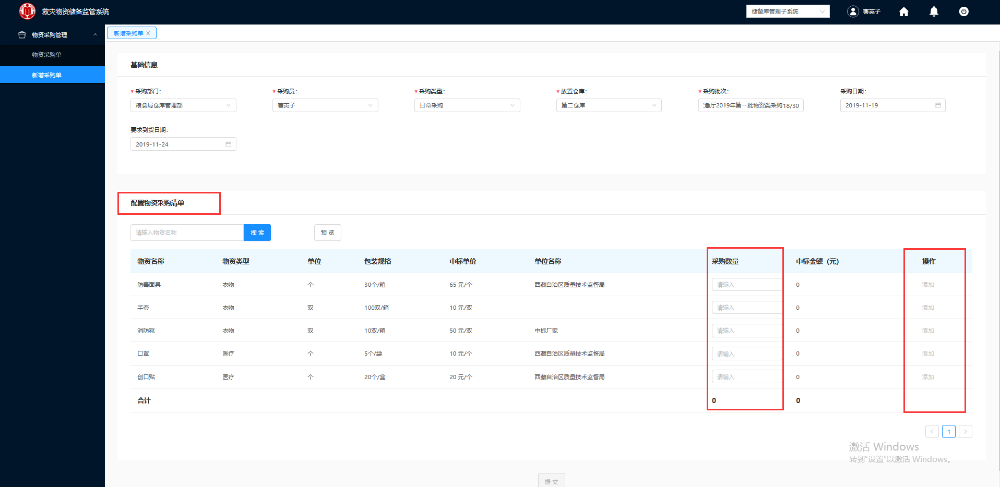 救灾物资储备监管系统
储备库管理子系统
曹英子
物资采购管理
物资采购单
新增采购单
新增采购单
基础信息
* 采购部门:
* 采购员:
* 采购类型:
* 放置仓库:
* 采购批次:
采购日期:
粮食局仓库管理部
曹英子
日常采购
第二仓库
急厅2019年第一批物资类采购 18/30
2019-11-19
要求到货日期:
2019-11-24
配置物资采购清单
请输入物资名称
搜 索
预 览
物资名称 物资类型 单位 包装规格 中标单价 单位名称 采购数量 中标金额（元） 操作
防毒面具 衣物 个 30个/箱 65 元/个 西藏自治区质量技术监督局 请输入 0 添加
手套 衣物 双 100双/箱 10 元/双 请输入 0 添加
消防靴 衣物 双 10双/箱 50 元/双 中标厂家 请输入 0 添加
口罩 医疗 个 5个/袋 10 元/个 西藏自治区质量技术监督局 请输入 0 添加
创口贴 医疗 个 20个/盒 20 元/个 西藏自治区质量技术监督局 请输入 0 添加
合计 0 0
< 1 >
激活 Windows
转到“设置”以激活 Windows。
提 交